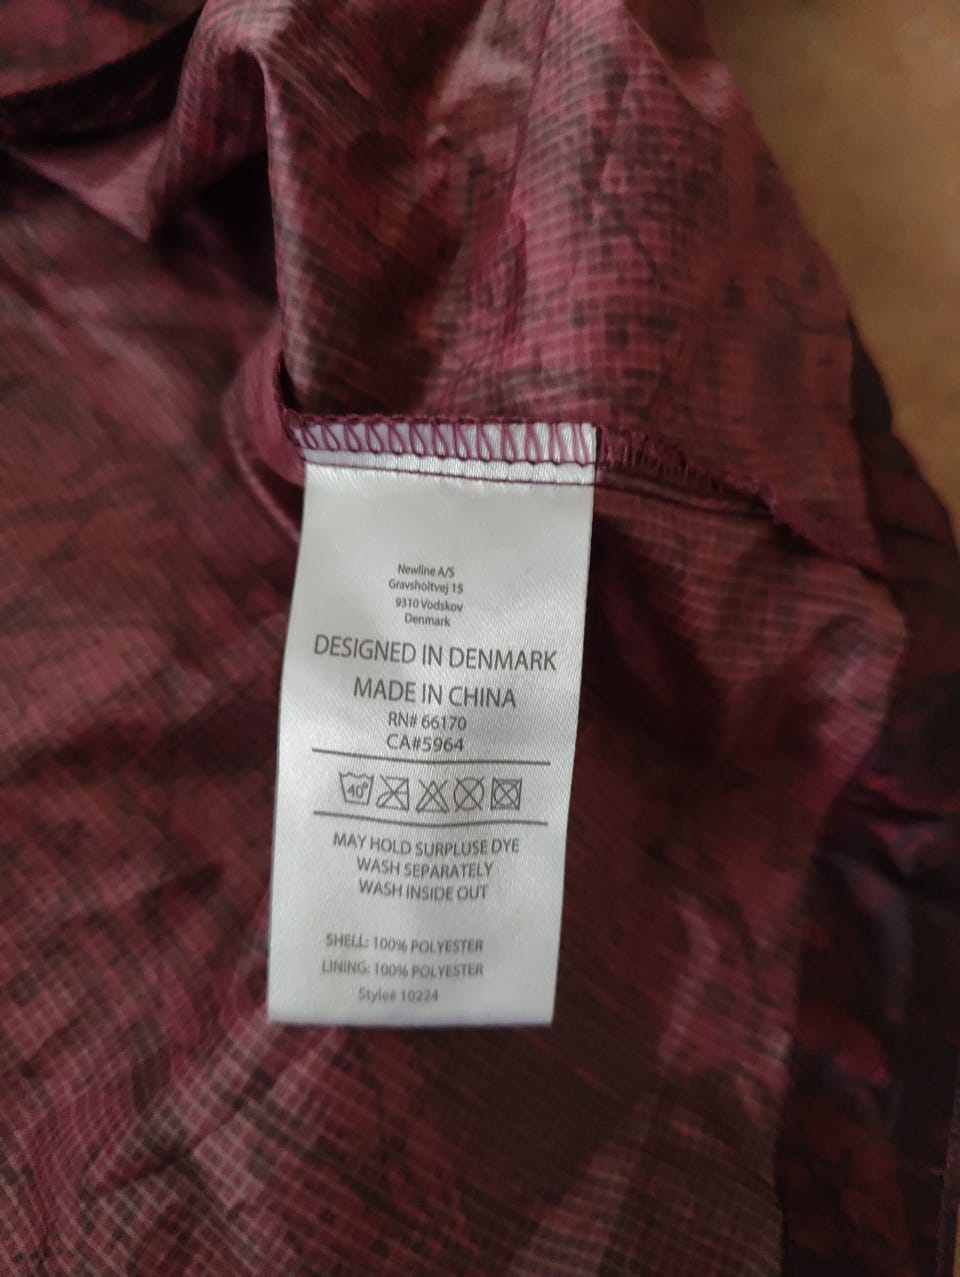 Newline A/S
Gravsholtvej 15
9310 Vodskov
Denmark
DESIGNED IN DENMARK
MADE IN CHINA
RN# 66170
CA#5964
40°
MAY HOLD SURPLUSE DYE
WASH SEPARATELY
WASH INSIDE OUT
SHELL: 100% POLYESTER
LINING: 100% POLYESTER
Style# 10224